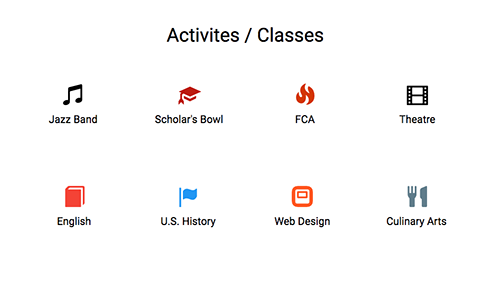 Activites / Classes
Jazz Band
Scholar's Bowl
FCA
Theatre
English
U.S. History
Web Design
Culinary Arts